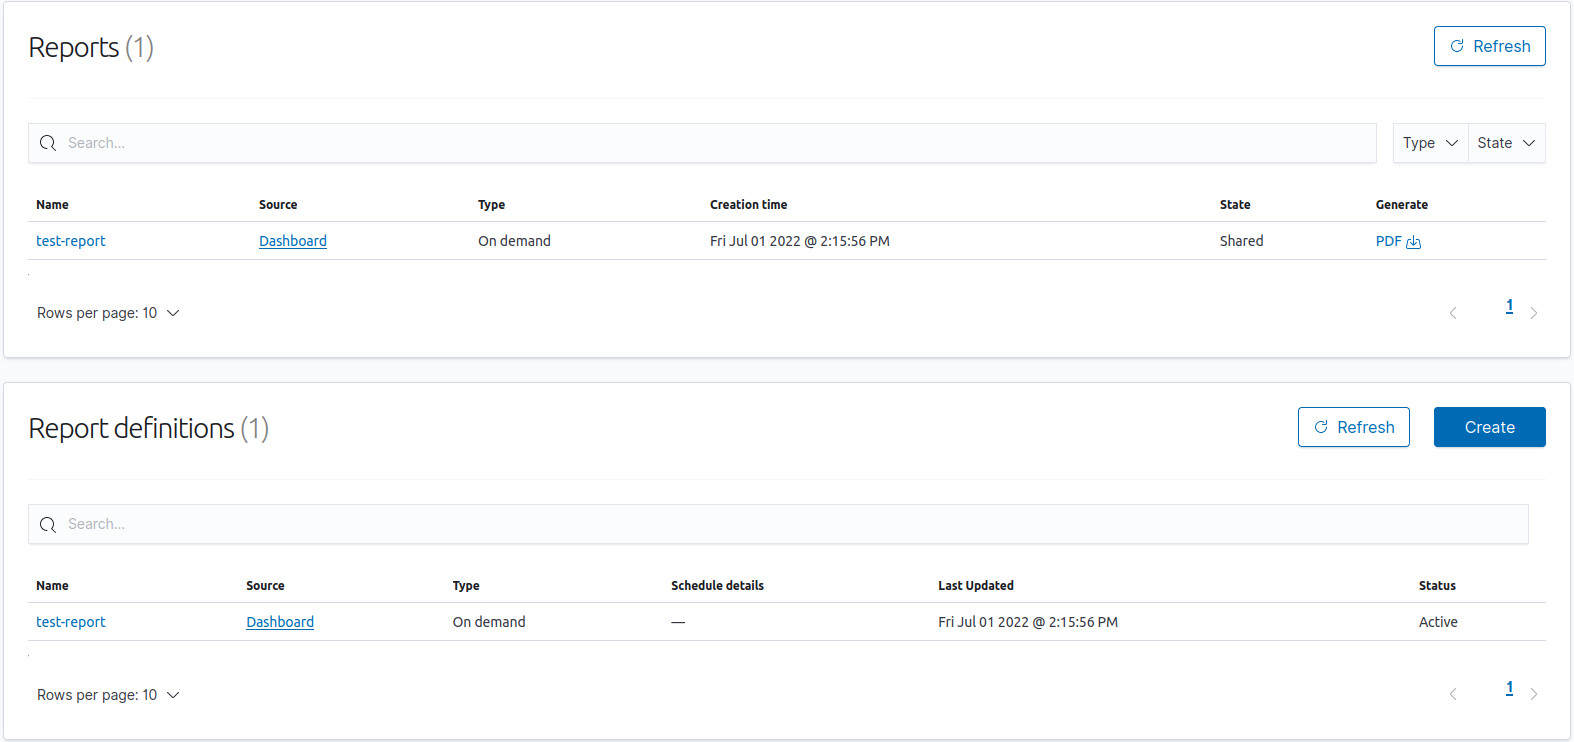 Reports (1)
Refresh
Search...
Type State
Name Source Type Creation time State Generate
test-report Dashboard On demand Fri Jul 01 2022 @ 2:15:56 PM Shared PDF
Rows per page: 10
1
Report definitions (1)
Refresh Create
Search...
Name Source Type Schedule details Last Updated Status
test-report Dashboard On demand — Fri Jul 01 2022 @ 2:15:56 PM Active
Rows per page: 10
1